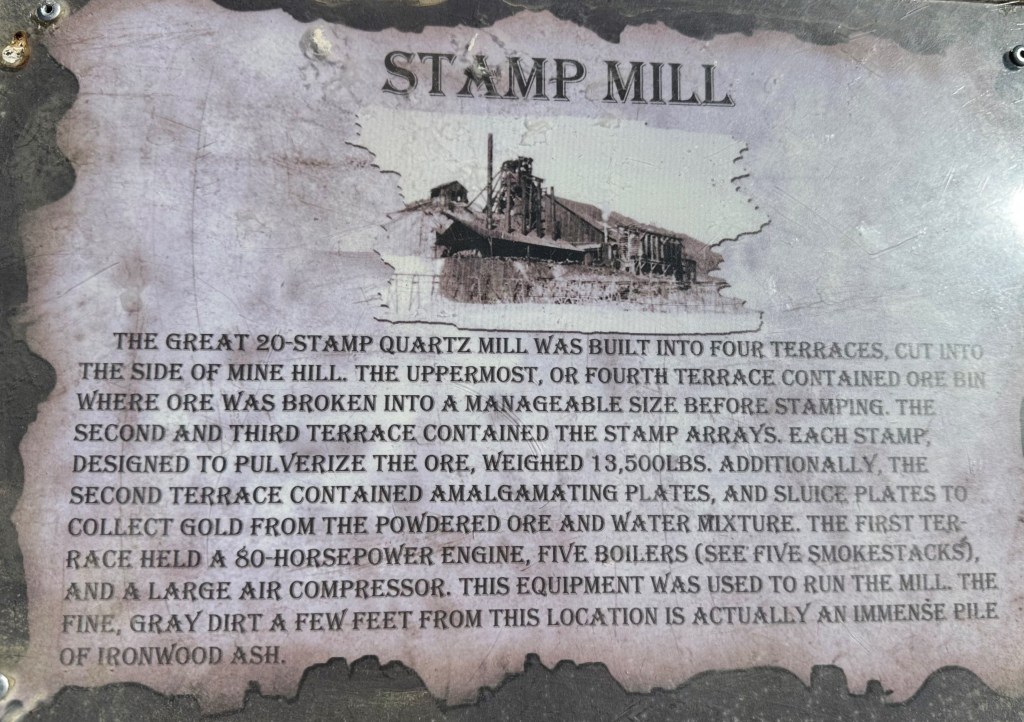 STAMP MILL
THE GREAT 20-STAMP QUARTZ MILL WAS BUILT INTO FOUR TERRACES, CUT INTO
THE SIDE OF MINE HILL. THE UPPERMOST, OR FOURTH TERRACE CONTAINED ORE BIN
WHERE ORE WAS BROKEN INTO A MANAGEABLE SIZE BEFORE STAMPING. THE
SECOND AND THIRD TERRACE CONTAINED THE STAMP ARRAYS. EACH STAMP,
DESIGNED TO PULVERIZE THE ORE, WEIGHED 13,500LBS. ADDITIONALLY, THE
SECOND TERRACE CONTAINED AMALGAMATING PLATES, AND SLUICE PLATES TO
COLLECT GOLD FROM THE POWDERED ORE AND WATER MIXTURE. THE FIRST TER-
RACE HELD A 80-HORSEPOWER ENGINE, FIVE BOILERS (SEE FIVE SMOKESTACKS),
AND A LARGE AIR COMPRESSOR. THIS EQUIPMENT WAS USED TO RUN THE MILL. THE
FINE, GRAY DIRT A FEW FEET FROM THIS LOCATION IS ACTUALLY AN IMMENSE PILE
OF IRONWOOD ASH.